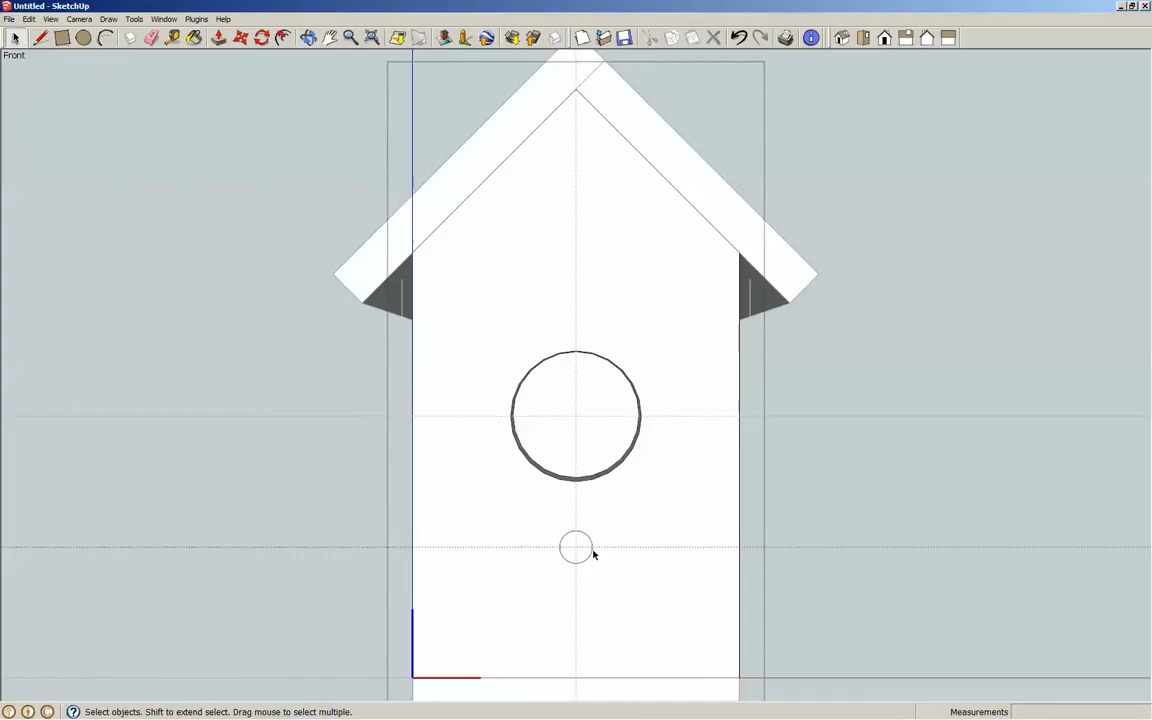 Untitled - SketchUp
File Edit View Camera Draw Tools Window Plugins Help
Front
Select objects. Shift to extend select. Drag mouse to select multiple.
Measurements